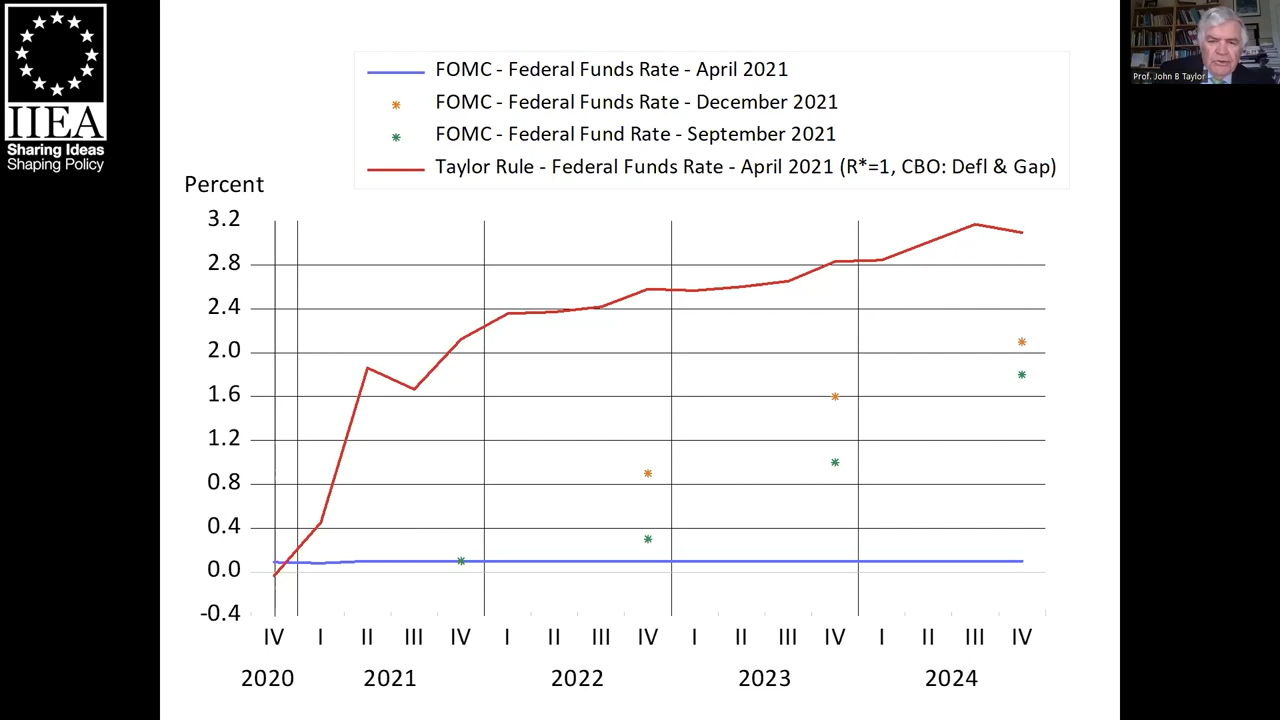 IIEA
Sharing Ideas
Shaping Policy
Prof. John B Taylor
FOMC - Federal Funds Rate - April 2021
FOMC - Federal Funds Rate - December 2021
FOMC - Federal Fund Rate - September 2021
Taylor Rule - Federal Funds Rate - April 2021 (R*=1, CBO: Defl & Gap)
Percent
3.2
2.8
2.4
2.0
1.6
1.2
0.8
0.4
0.0
-0.4
IV I II III IV I II III IV I II III IV I II III IV
2020 2021 2022 2023 2024